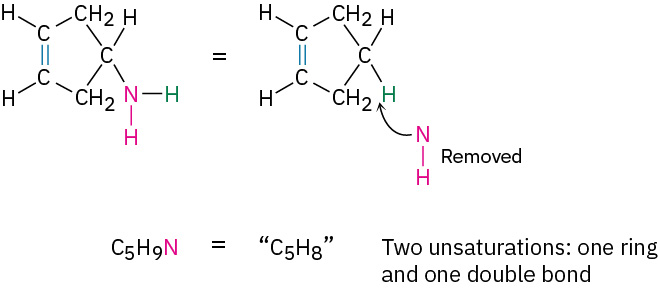 H CH2 H
C
C =
C
H CH2 N H
H
H CH2 H
C
C
C
H CH2 H
N
H Removed
C5H9N = “C5H8” Two unsaturations: one ring
and one double bond